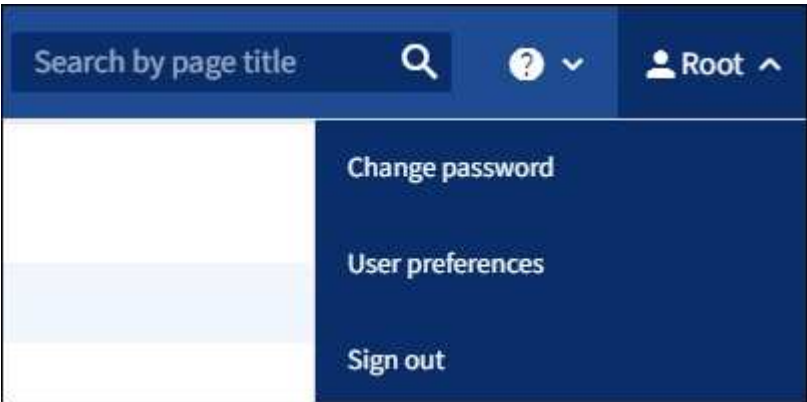 Search by page title
Root
Change password
User preferences
Sign out